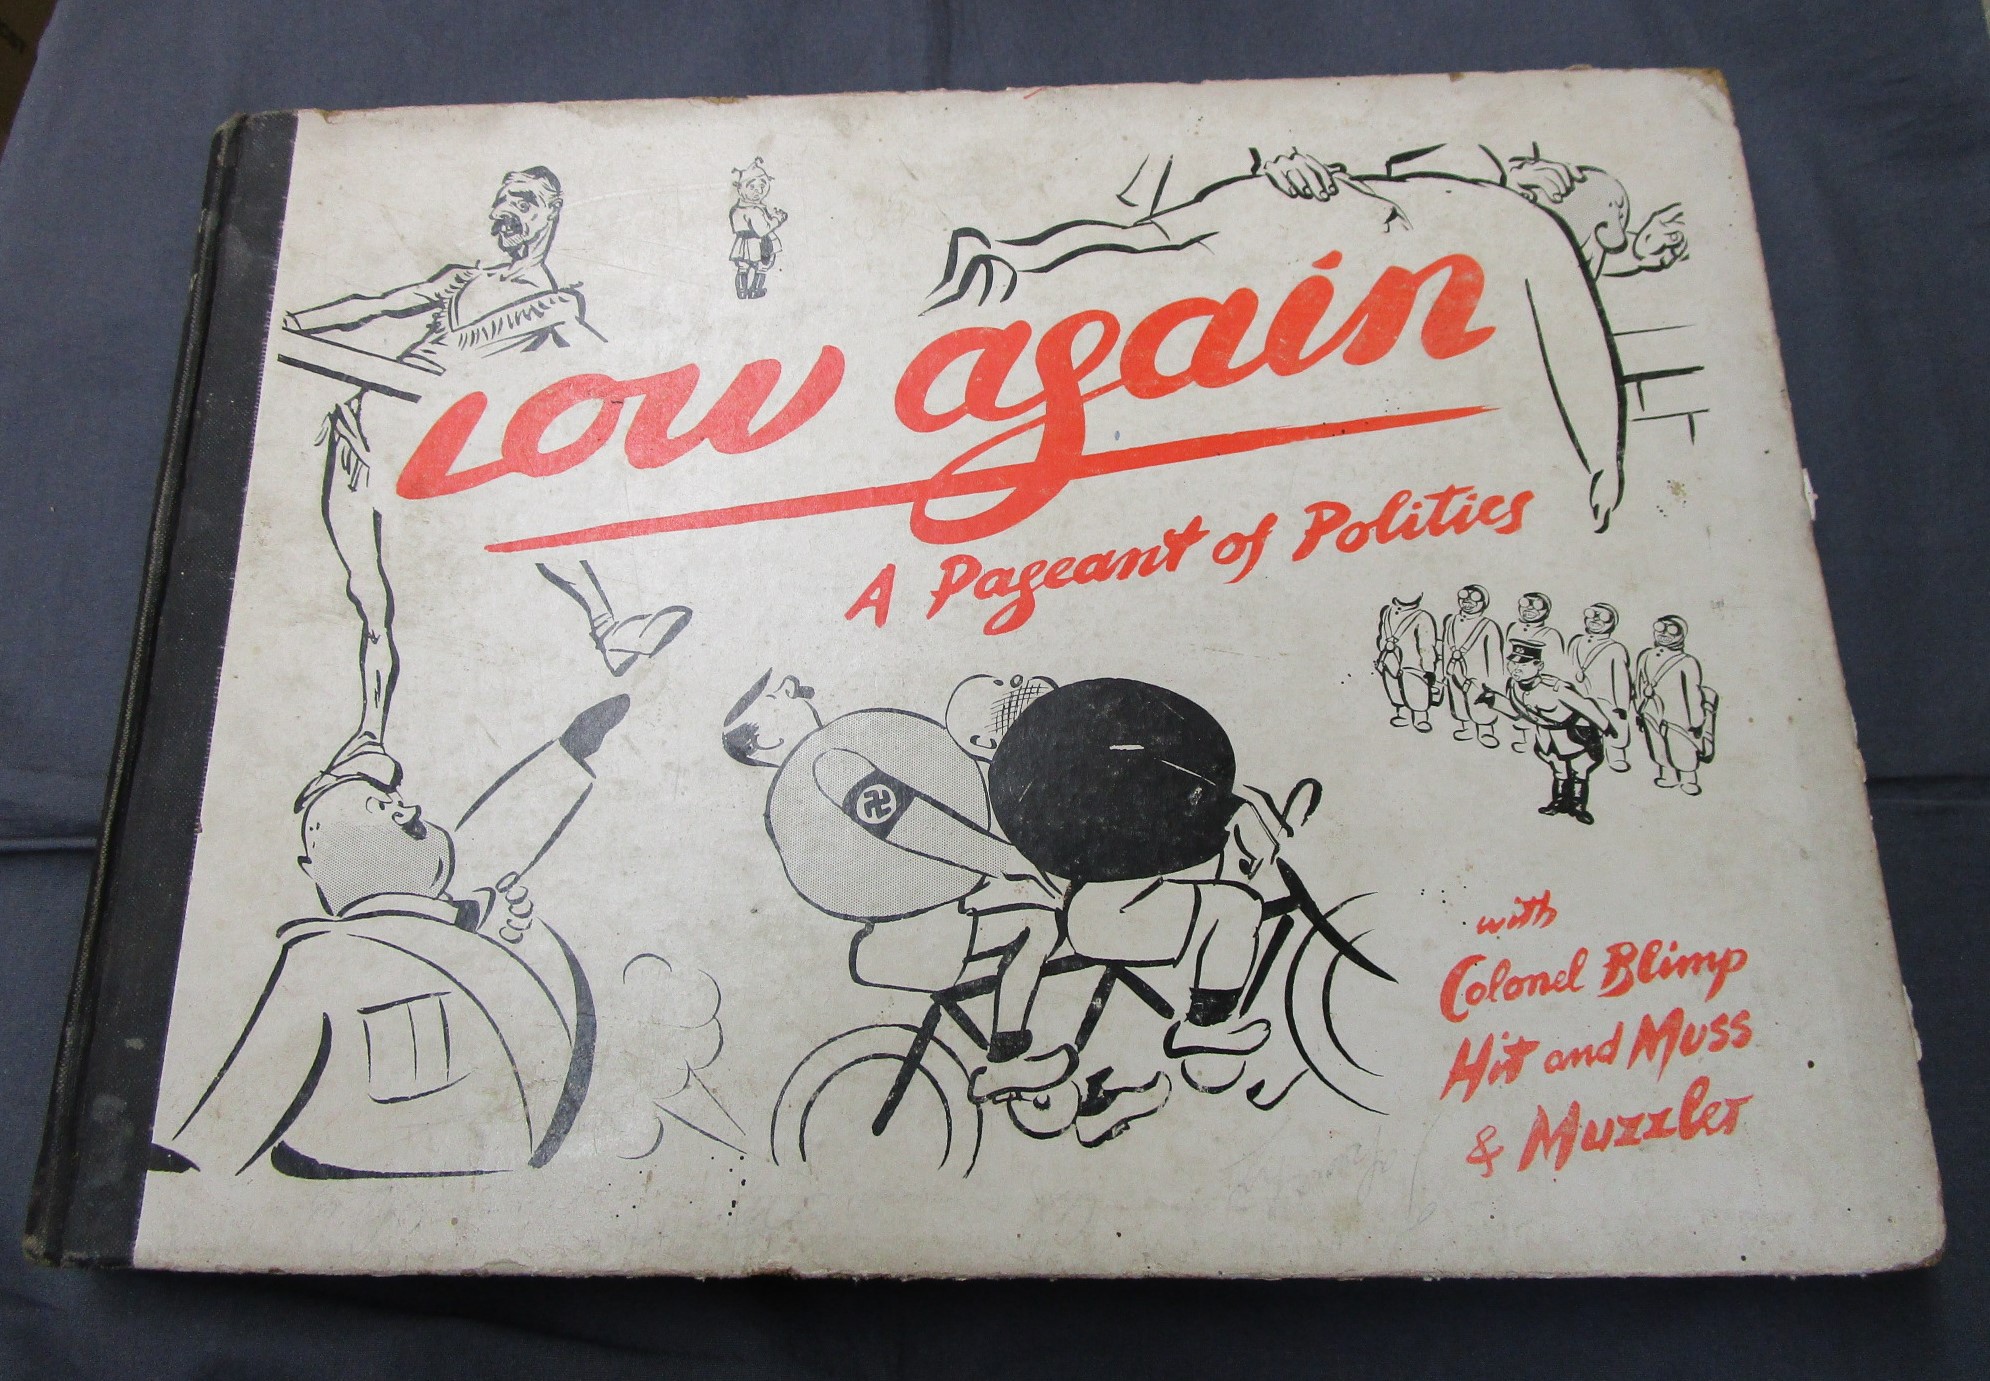 Low again
A Pageant of Politics
with
Colonel Blimp
Hit and Muss
& Muzzler